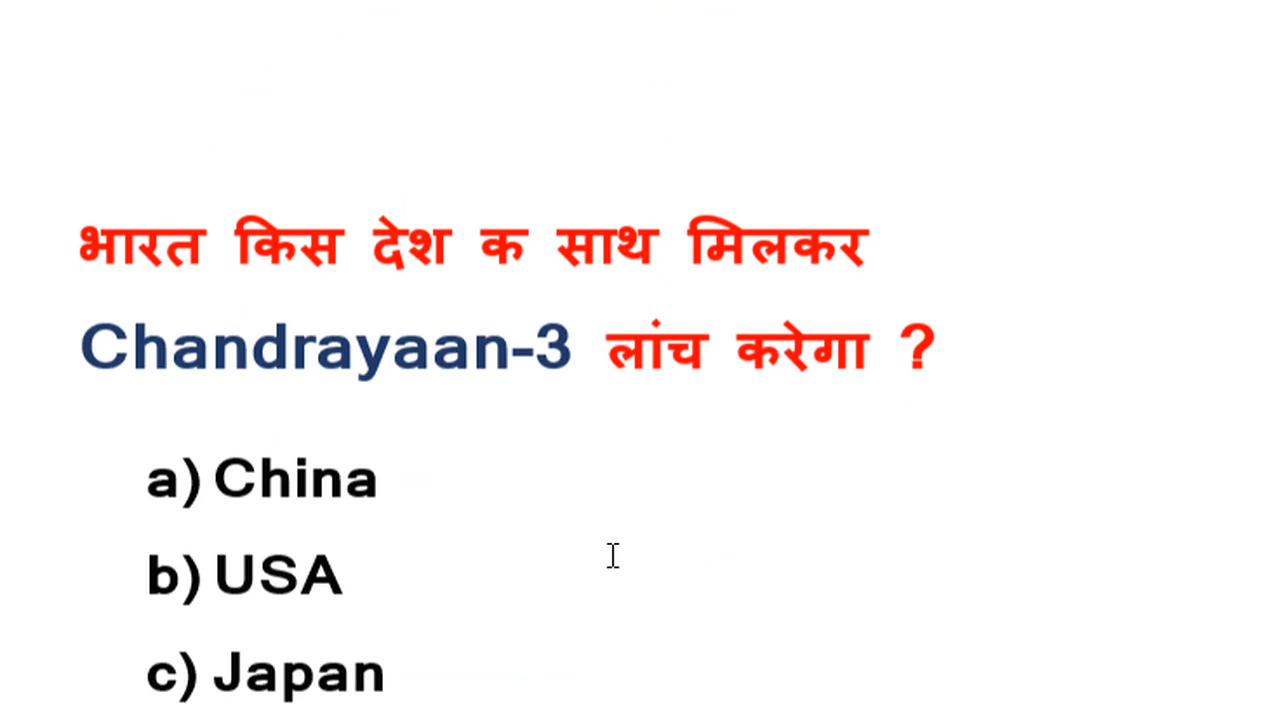 भारत किस देश क साथ मिलकर
Chandrayaan-3 लांच करेगा ?
a) China
b) USA
c) Japan